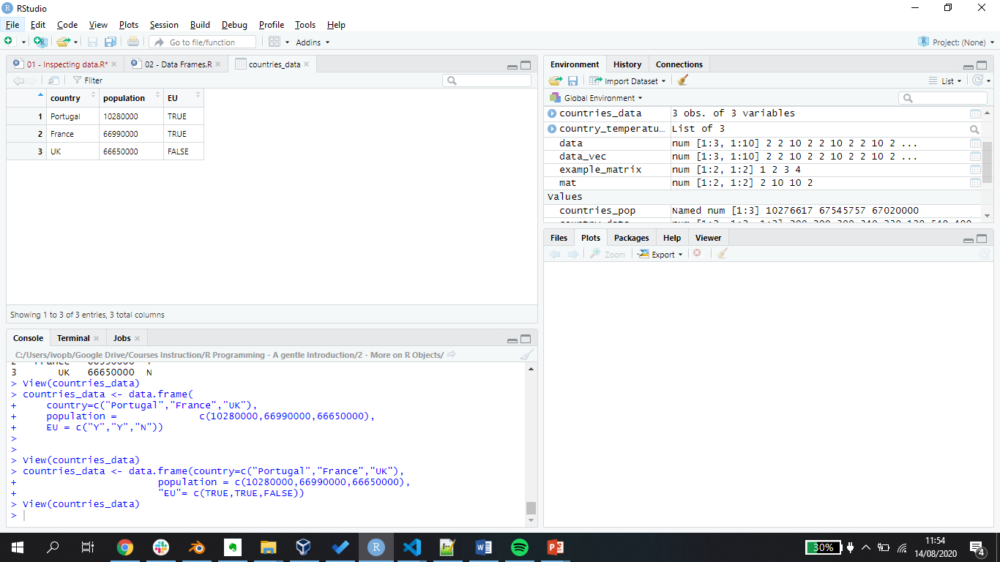 RStudio
File Edit Code View Plots Session Build Debug Profile Tools Help
Go to file/function Addins Project: (None)
01 - Inspecting data.R* 02 - Data Frames.R countries_data
Filter
country population EU
1 Portugal 10280000 TRUE
2 France 66990000 TRUE
3 UK 66650000 FALSE
Showing 1 to 3 of 3 entries, 3 total columns
Console Terminal Jobs
C:/Users/ivopb/Google Drive/Courses Instruction/R Programming - A gentle Introduction/2 - More on R Objects/
2 France 66990000 Y
3 UK 66650000 N
> View(countries_data)
> countries_data <- data.frame(
+ country=c("Portugal","France","UK"),
+ population = c(10280000,66990000,66650000),
+ EU = c("Y","Y","N"))
>
>
> View(countries_data)
> countries_data <- data.frame(country=c("Portugal","France","UK"),
+ population = c(10280000,66990000,66650000),
+ "EU"= c(TRUE,TRUE,FALSE))
> View(countries_data)
>
Environment History Connections
Import Dataset List
Global Environment
countries_data 3 obs. of 3 variables
country_temperatu... List of 3
data num [1:3, 1:10] 2 2 10 2 2 10 2 2 10 2 ...
data_vec num [1:3, 1:10] 2 2 10 2 2 10 2 2 10 2 ...
example_matrix num [1:2, 1:2] 1 2 3 4
mat num [1:2, 1:2] 2 10 10 2
Values
countries_pop Named num [1:3] 10276617 67545757 67020000
Files Plots Packages Help Viewer
Zoom Export
30% 11:54
14/08/2020
4